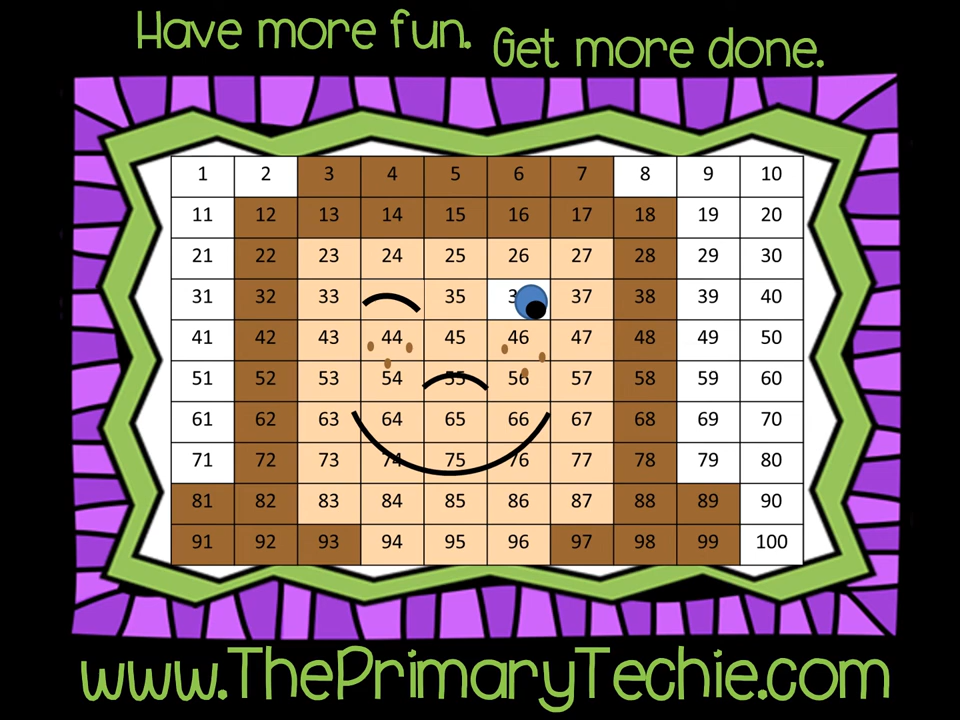 Have more fun. Get more done.
1 2 3 4 5 6 7 8 9 10
11 12 13 14 15 16 17 18 19 20
21 22 23 24 25 26 27 28 29 30
31 32 33 35 37 38 39 40
41 42 43 44 45 46 47 48 49 50
51 52 53 54 55 56 57 58 59 60
61 62 63 64 65 66 67 68 69 70
71 72 73 74 75 76 77 78 79 80
81 82 83 84 85 86 87 88 89 90
91 92 93 94 95 96 97 98 99 100
www.ThePrimaryTechie.com